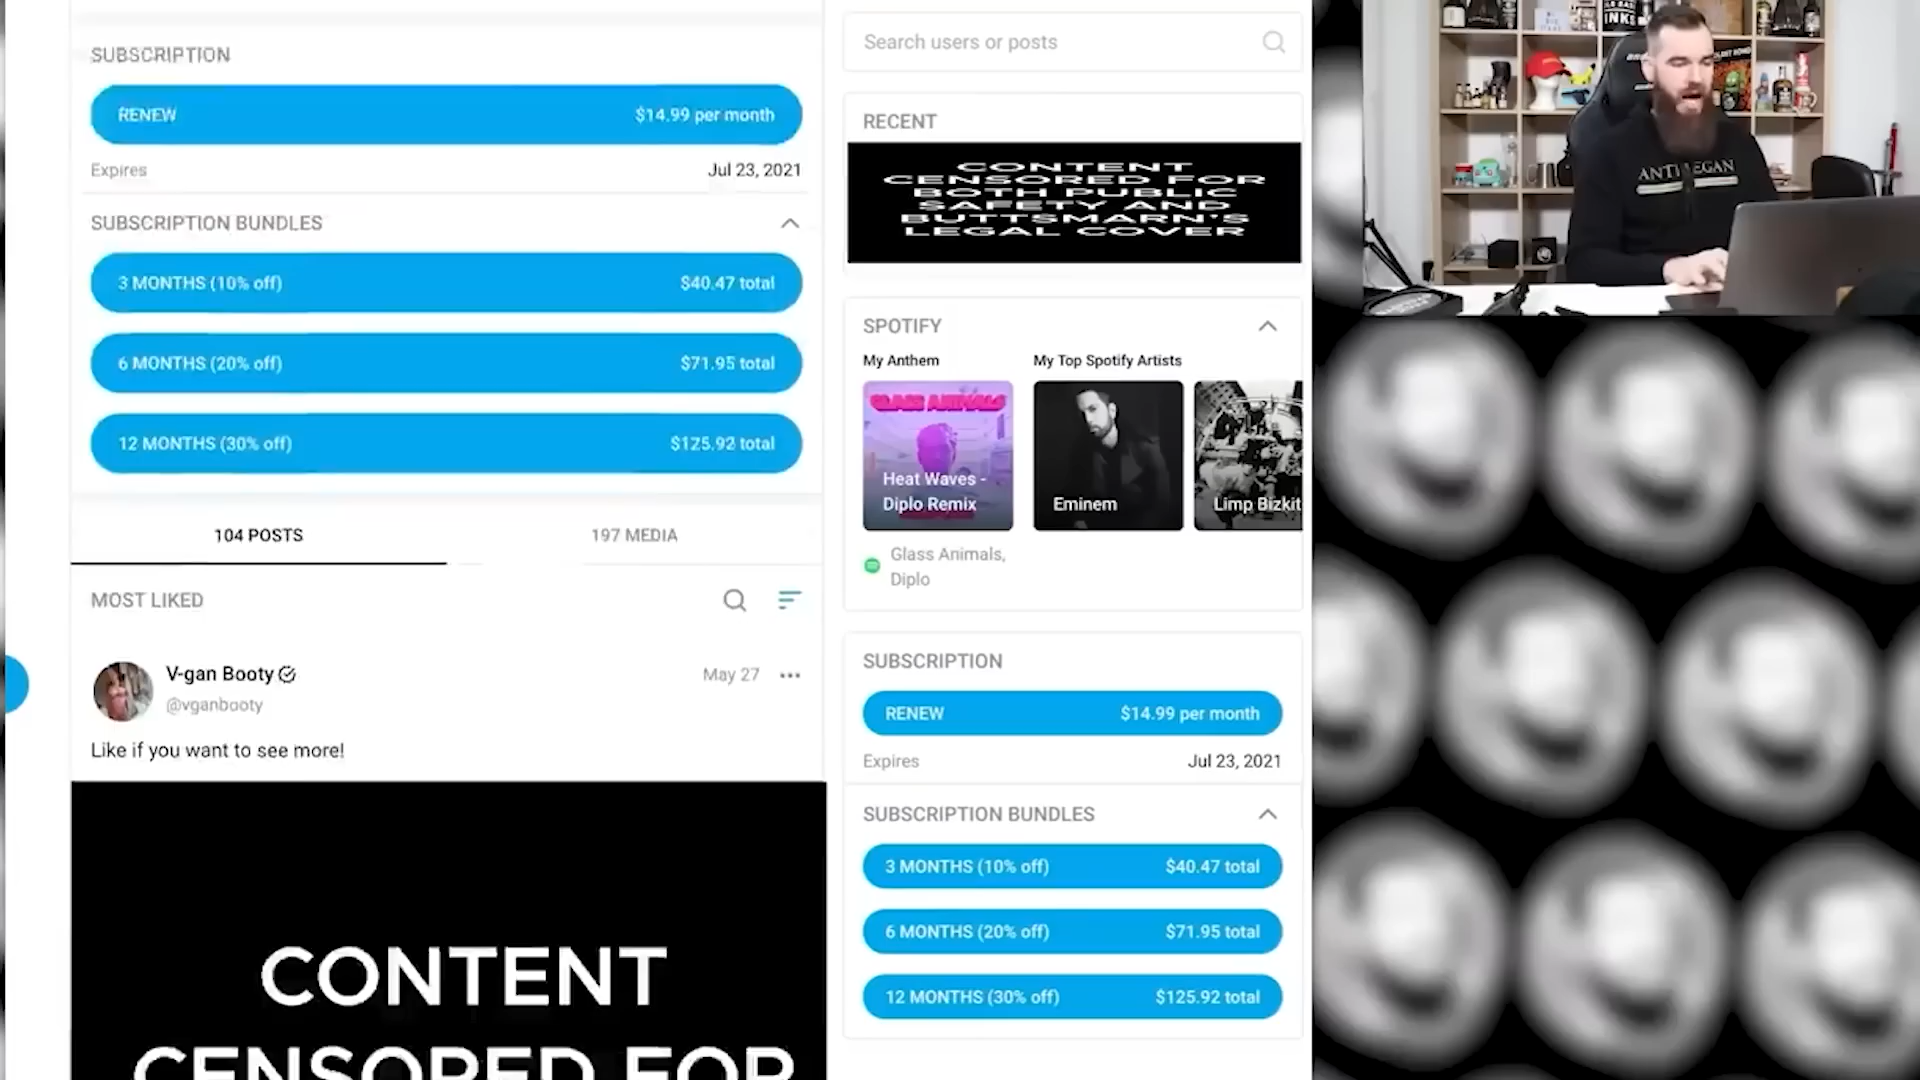 SUBSCRIPTION
RENEW $14.99 per month
Expires Jul 23, 2021
SUBSCRIPTION BUNDLES
3 MONTHS (10% off) $40.47 total
6 MONTHS (20% off) $71.95 total
12 MONTHS (30% off) $125.92 total
104 POSTS 197 MEDIA
MOST LIKED
V-gan Booty
May 27
@vganbooty
Like if you want to see more!
CONTENT
CENSORED FOR
Search users or posts
RECENT
CONTENT
CENSORED FOR
BOTH PUBLIC
SAFETY AND
BUTTSMARN'S
LEGAL COVER
SPOTIFY
My Anthem
My Top Spotify Artists
GLASS ANIMALS
Heat Waves -
Diplo Remix
Eminem
Limp Bizkit
Glass Animals,
Diplo
SUBSCRIPTION
RENEW $14.99 per month
Expires Jul 23, 2021
SUBSCRIPTION BUNDLES
3 MONTHS (10% off) $40.47 total
6 MONTHS (20% off) $71.95 total
12 MONTHS (30% off) $125.92 total
INKS